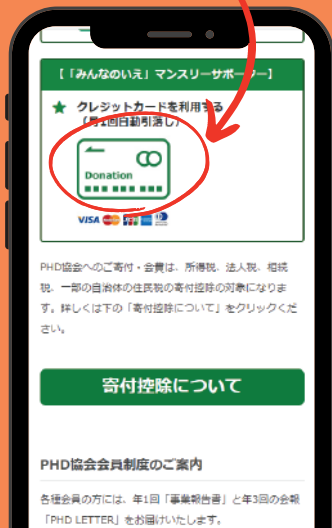 【「みんなのいえ」マンスリーサポーター】
★ クレジットカードを利用する
(月1回自動引落し)
Donation
VISA
PHD協会へのご寄付・会費は、所得税、法人税、相続
税、一部の自治体の住民税の寄付控除の対象になりま
す。詳しくは下の「寄付控除について」をクリックくだ
さい。
寄付控除について
PHD協会会員制度のご案内
各種会員の方には、年1回「事業報告書」と年3回の会報
「PHD LETTER」をお届けいたします。